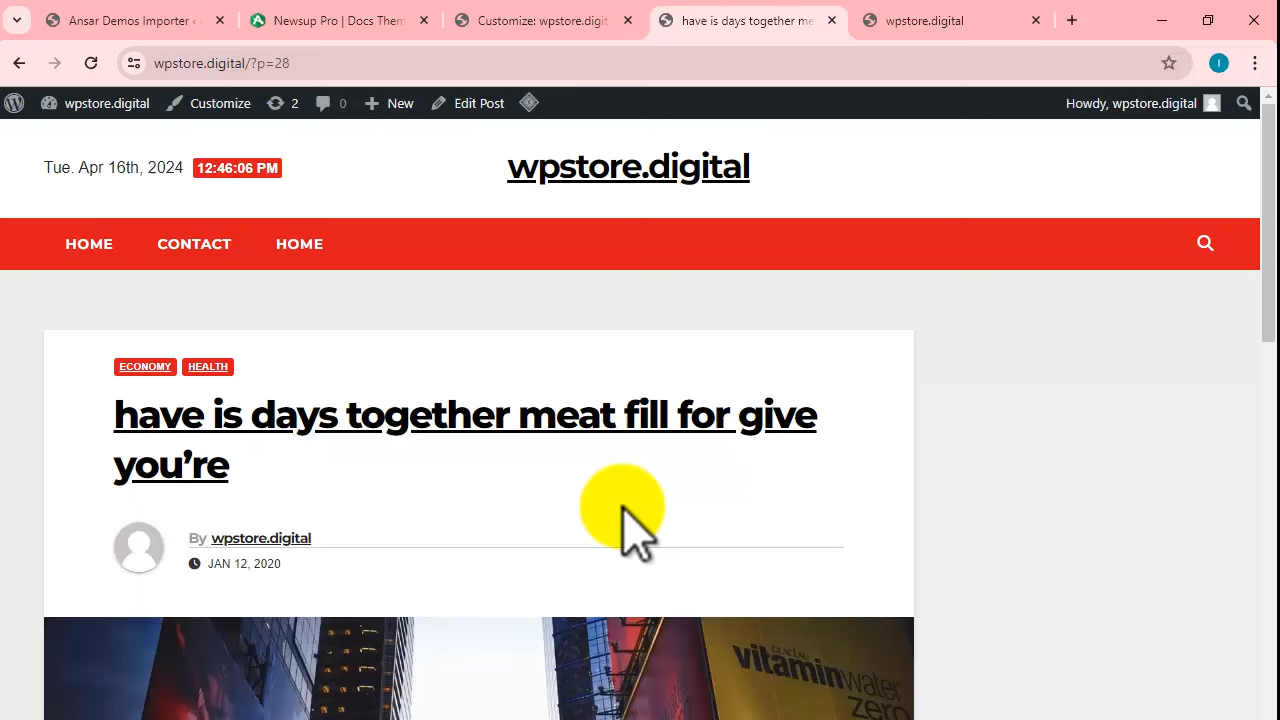 Ansar Demos Importer ‹
Newsup Pro | Docs Them
Customize: wpstore.digit
have is days together me
wpstore.digital
wpstore.digital/?p=28
I
wpstore.digital
Customize
2
0
New
Edit Post
Howdy, wpstore.digital
Tue. Apr 16th, 2024
12:46:06 PM
wpstore.digital
HOME
CONTACT
HOME
ECONOMY
HEALTH
have is days together meat fill for give
you’re
By wpstore.digital
JAN 12, 2020
GLACÉAU
vitaminwater
zero